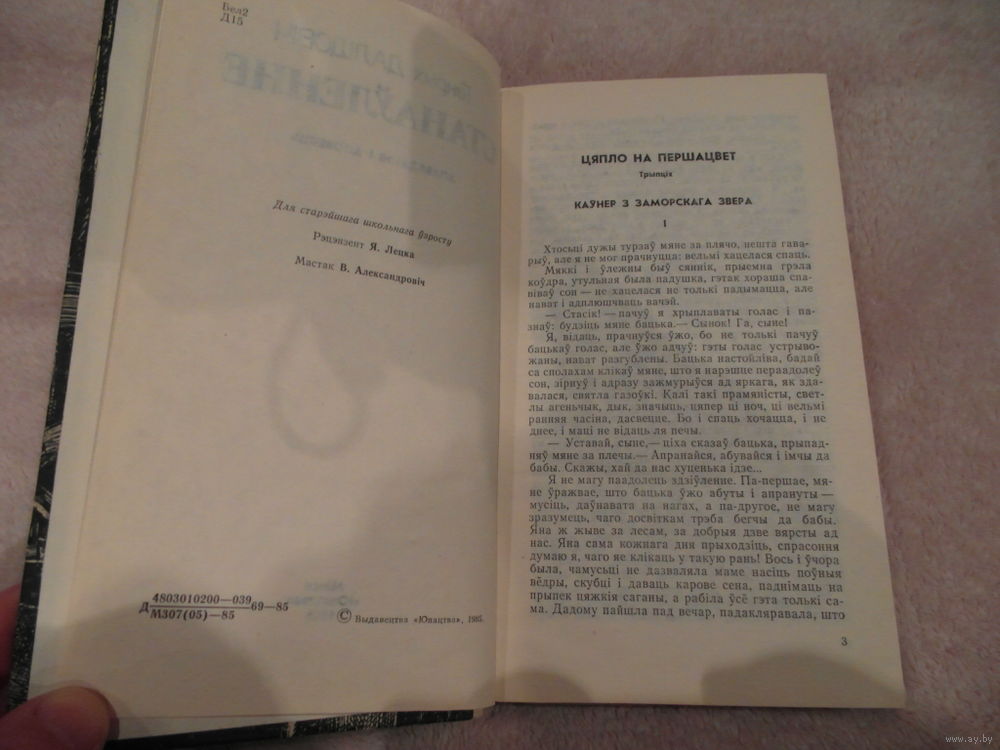 Бел2
Д15
Для старэйшага школьнага ўзросту
Рэцэнзент Я. Лецка
Мастак В. Александровіч
Д 4803010200—039 69—85
М307(05)—85
© Выдавецтва «Юнацтва», 1985.
ЦЯПЛО НА ПЕРШАЦВЕТ
Трыпціх
КАЎНЕР З ЗАМОРСКАГА ЗВЕРА
I
Хтосьці дужы турзаў мяне за плячо, нешта гава-
рыў, але я не мог прачнуцца: вельмі хацелася спаць.
Мяккі і ўлежны быў сяннік, прыемна грэла
коўдра, утульная была падушка, гэтак хораша спа-
віваў сон — не хацелася не толькі падымацца, але
нават і адплюшчваць вачэй.
— Стасік! — пачуў я хрыплаваты голас і па-
знаў: будзіць мяне бацька.— Сынок! Га, сыне!
Я, відаць, прачнуўся ўжо, бо не толькі пачуў
бацькаў голас, але ўжо адчуў: гэты голас устрыво-
жаны, нават разгублены. Бацька настойліва, бадай
са сполахам клікаў мяне, што я нарэшце пераадолеў
сон, зірнуў і адразу зажмурыўся ад яркага, як зда-
валася, святла газоўкі. Калі такі прамяністы, свет-
лы агеньчык, дык, значыць, цяпер ці ноч, ці вельмі
ранняя часіна, дасвецце. Бо і спаць хочацца, і не
днее, і маці не відаць ля печы.
— Уставай, сыне,— ціха сказаў бацька, прыпад-
няў мяне за плечы.— Апранайся, абувайся і імчы да
бабы. Скажы, хай да нас хуценька ідзе...
Я не магу паадолець здзіўленне. Па-першае, мя-
не ўражвае, што бацька ўжо абуты і апрануты —
мусіць, даўнавата на нагах, а па-другое, не магу
зразумець, чаго досвіткам трэба бегчы да бабы.
Яна ж жыве за лесам, за добрыя дзве вярсты ад
нас. Яна сама кожнага дня прыходзіць, спрасоння
думаю я, чаго яе клікаць у такую рань! Вось і ўчора
была, чамусьці не дазваляла маме насіць поўныя
вёдры, скубці і даваць карове сена, паднімаць на
прыпек цяжкія саганы, а рабіла ўсё гэта толькі са-
ма. Дадому пайшла пад вечар, падакляравала, што
3
www.ay.by